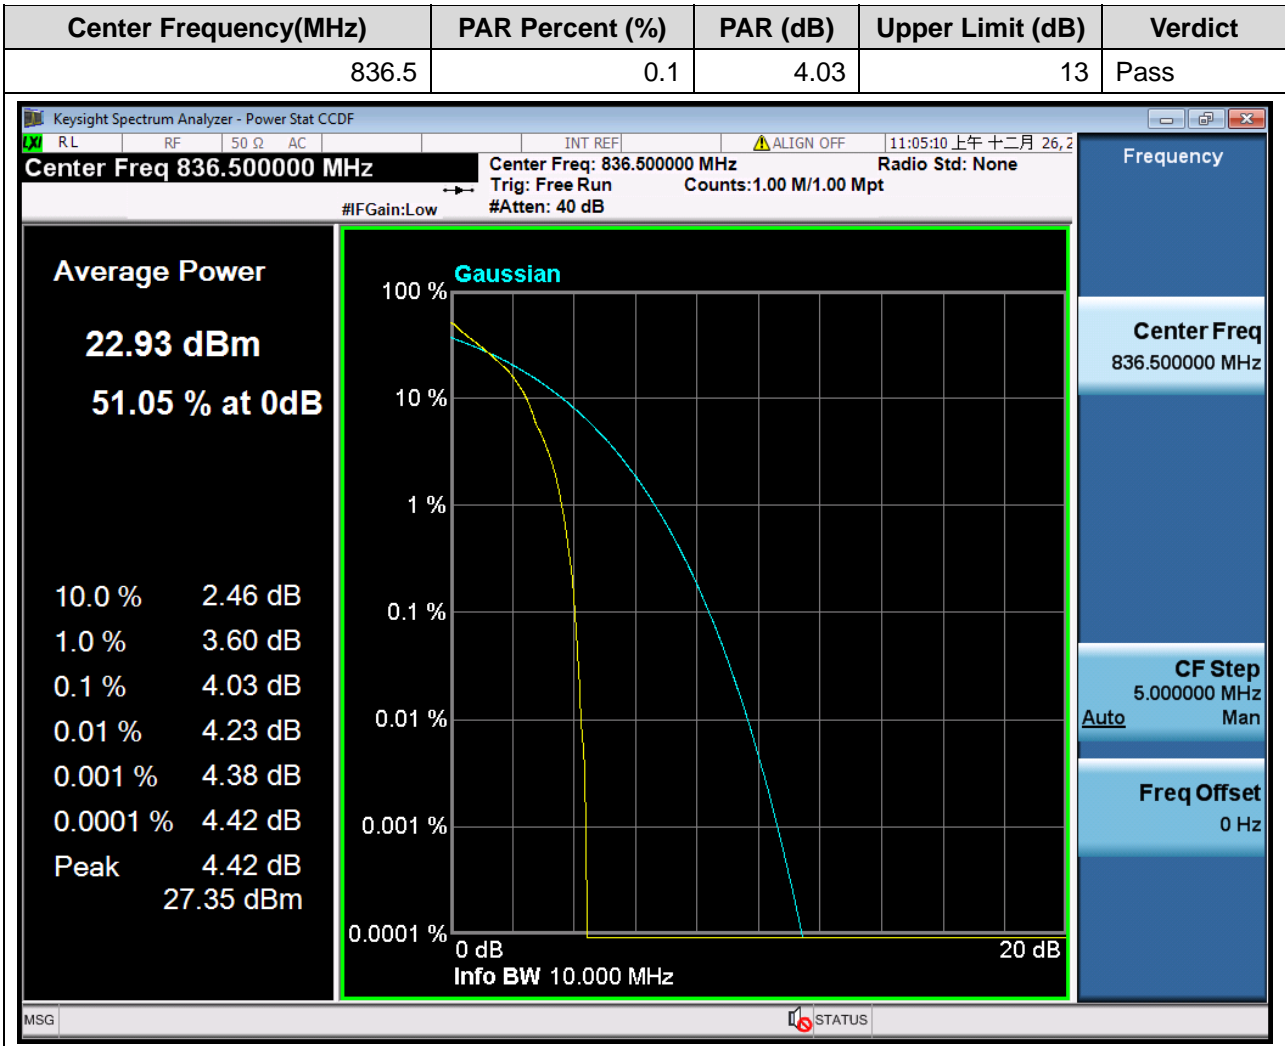 Center Frequency(MHz) PAR Percent (%) PAR (dB) Upper Limit (dB) Verdict
836.5 0.1 4.03 13 Pass
Keysight Spectrum Analyzer - Power Stat CCDF
LXI RL RF 50 Ω AC INT REF ALIGN OFF 11:05:10 上午 十二月 26, 2
Center Freq 836.500000 MHz
Center Freq: 836.500000 MHz Radio Std: None
Trig: Free Run Counts:1.00 M/1.00 Mpt
#IFGain:Low #Atten: 40 dB
Average Power
22.93 dBm
51.05 % at 0dB
10.0 % 2.46 dB
1.0 % 3.60 dB
0.1 % 4.03 dB
0.01 % 4.23 dB
0.001 % 4.38 dB
0.0001 % 4.42 dB
Peak 4.42 dB
27.35 dBm
Gaussian
100 %
10 %
1 %
0.1 %
0.01 %
0.001 %
0.0001 %
0 dB 20 dB
Info BW 10.000 MHz
Frequency
Center Freq
836.500000 MHz
CF Step
5.000000 MHz
Auto Man
Freq Offset
0 Hz
MSG STATUS